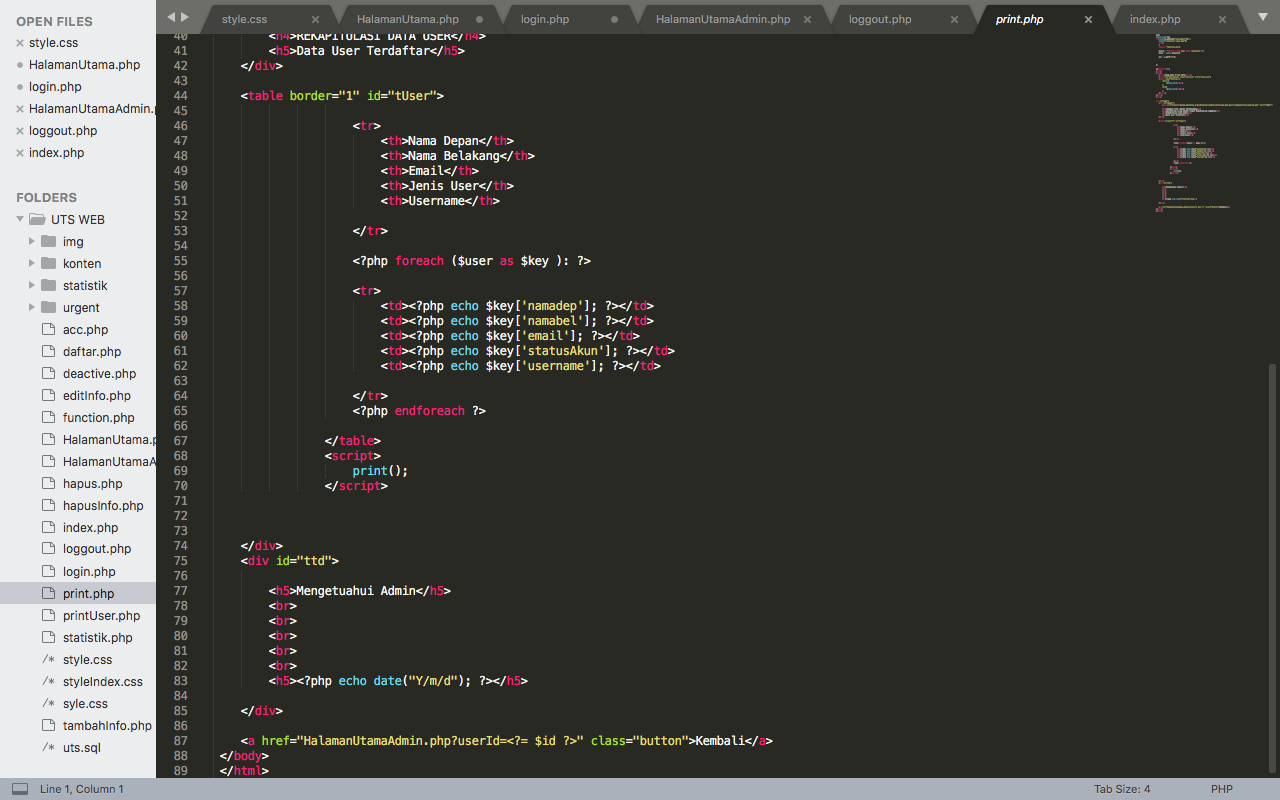 OPEN FILES
style.css
HalamanUtama.php
login.php
HalamanUtamaAdmin.
loggout.php
index.php
FOLDERS
UTS WEB
img
konten
statistik
urgent
acc.php
daftar.php
deactive.php
editInfo.php
function.php
HalamanUtama.p
HalamanUtamaA
hapus.php
hapusInfo.php
index.php
loggout.php
login.php
print.php
printUser.php
statistik.php
/* style.css
/* styleIndex.css
/* syle.css
tambahInfo.php
/* uts.sql
style.css
HalamanUtama.php
login.php
HalamanUtamaAdmin.php
loggout.php
print.php
index.php
40 <h4>REKAPITULASI DATA USER</h4>
41 <h5>Data User Terdaftar</h5>
42 </div>
43
44 <table border="1" id="tUser">
45
46 <tr>
47 <th>Nama Depan</th>
48 <th>Nama Belakang</th>
49 <th>Email</th>
50 <th>Jenis User</th>
51 <th>Username</th>
52
53 </tr>
54
55 <?php foreach ($user as $key ): ?>
56
57 <tr>
58 <td><?php echo $key['namadep']; ?></td>
59 <td><?php echo $key['namabel']; ?></td>
60 <td><?php echo $key['email']; ?></td>
61 <td><?php echo $key['statusAkun']; ?></td>
62 <td><?php echo $key['username']; ?></td>
63
64 </tr>
65 <?php endforeach ?>
66
67 </table>
68 <script>
69 print();
70 </script>
71
72
73
74 </div>
75 <div id="ttd">
76
77 <h5>Mengetuahui Admin</h5>
78 <br>
79 <br>
80 <br>
81 <br>
82 <br>
83 <h5><?php echo date("Y/m/d"); ?></h5>
84
85 </div>
86
87 <a href="HalamanUtamaAdmin.php?userId=<?= $id ?>" class="button">Kembali</a>
88 </body>
89 </html>
Line 1, Column 1
Tab Size: 4
PHP